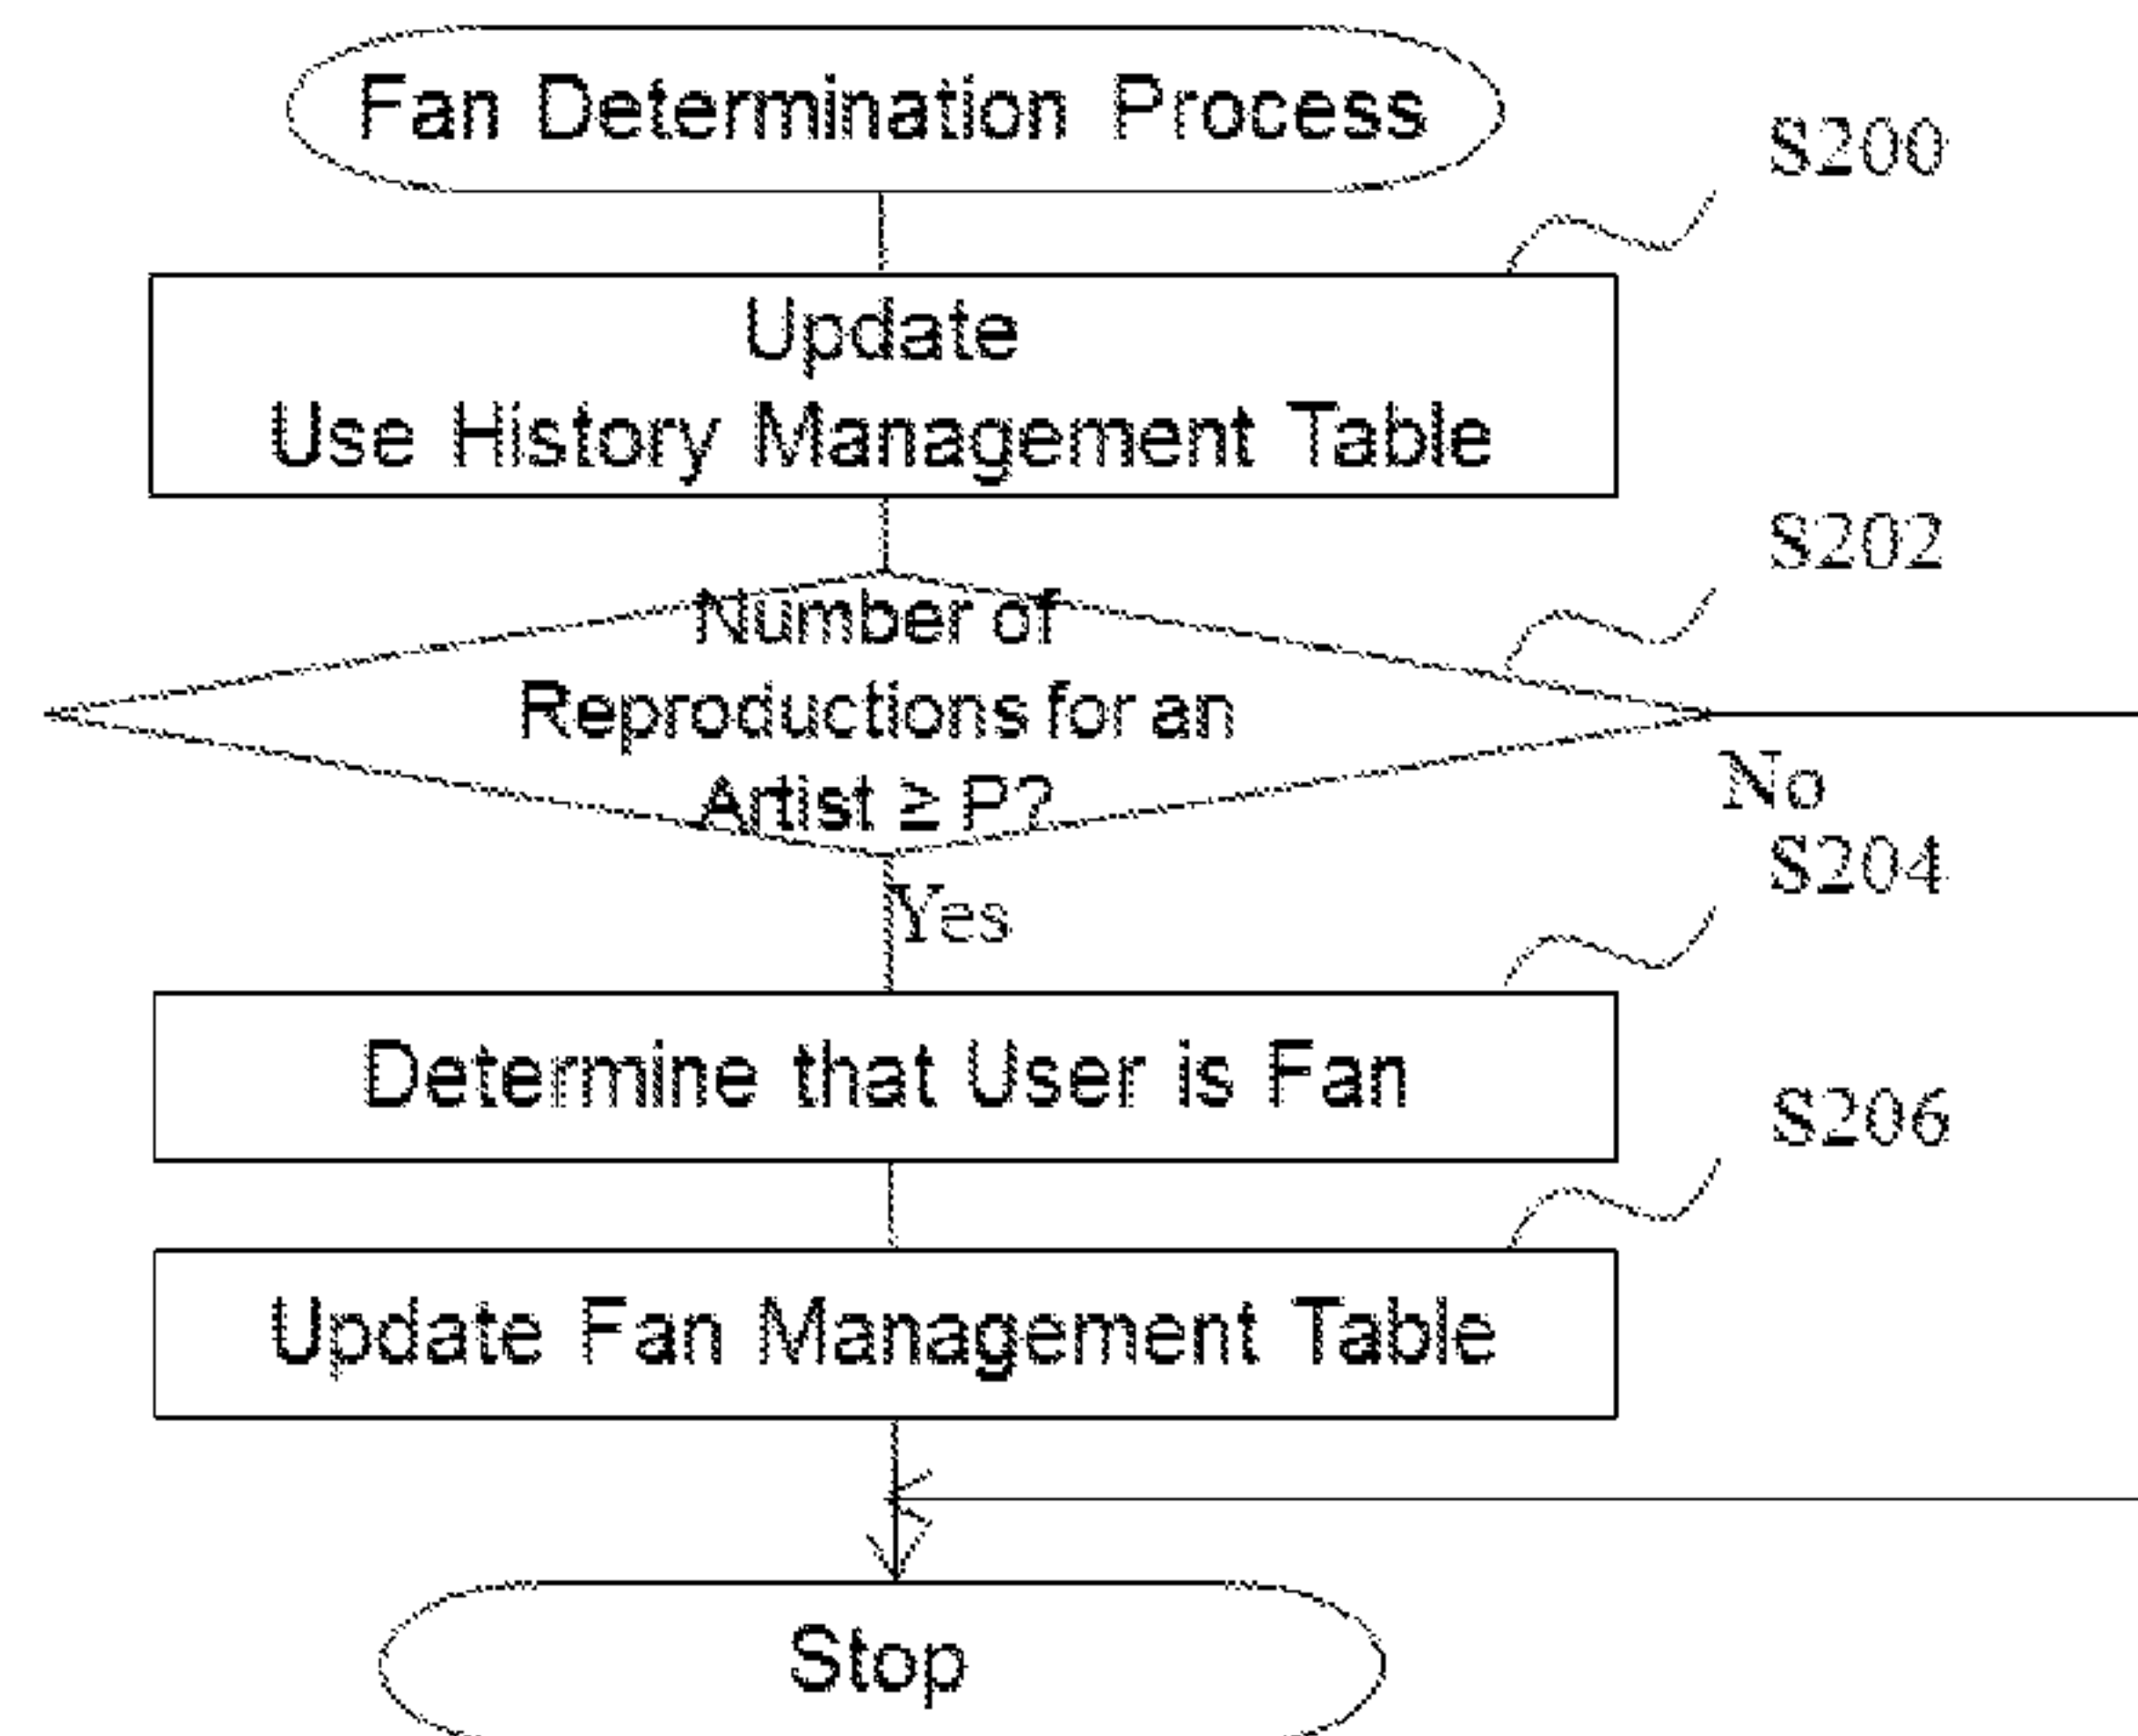 Fan Determination Process
S200
Update
Use History Management Table
S202
Number of
Reproductions for an
Artist ≥ P?
No
Yes
S204
Determine that User is Fan
S206
Update Fan Management Table
Stop